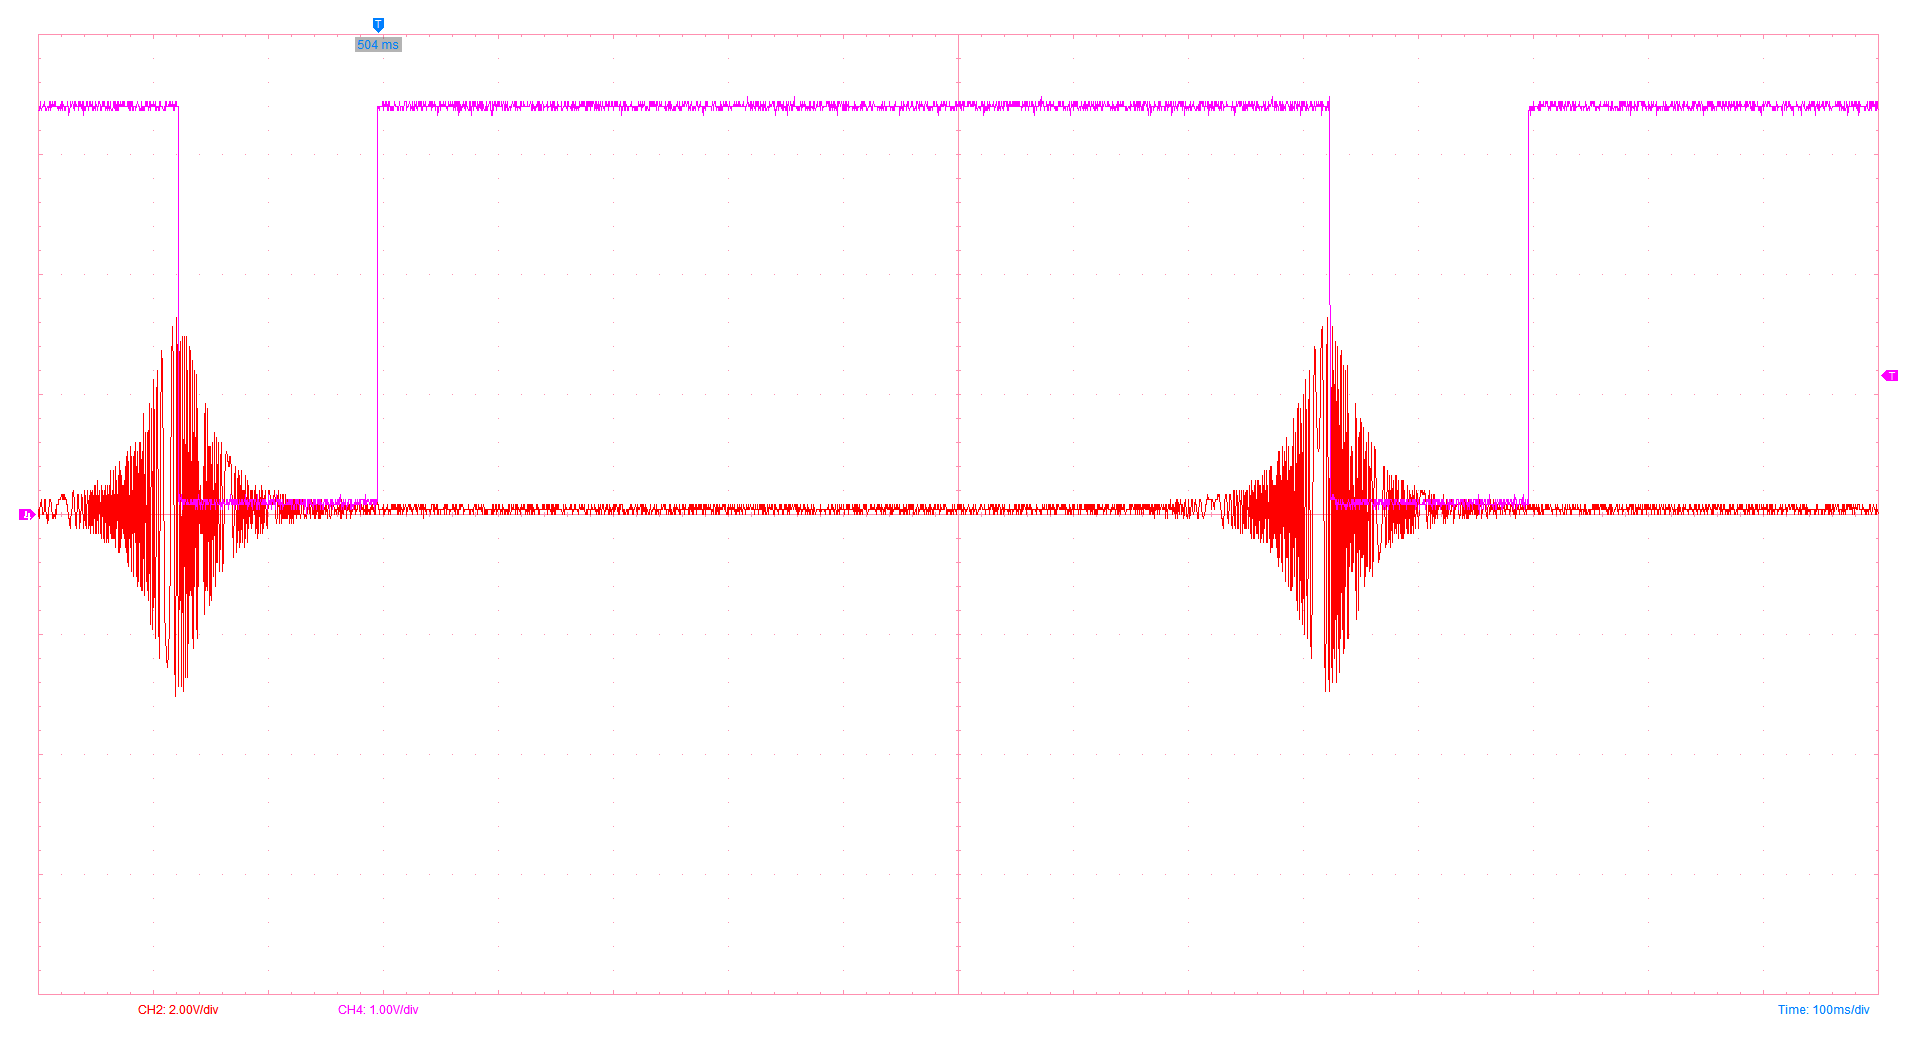 T
504 ms
T
CH2: 2.00V/div
CH4: 1.00V/div
Time: 100ms/div